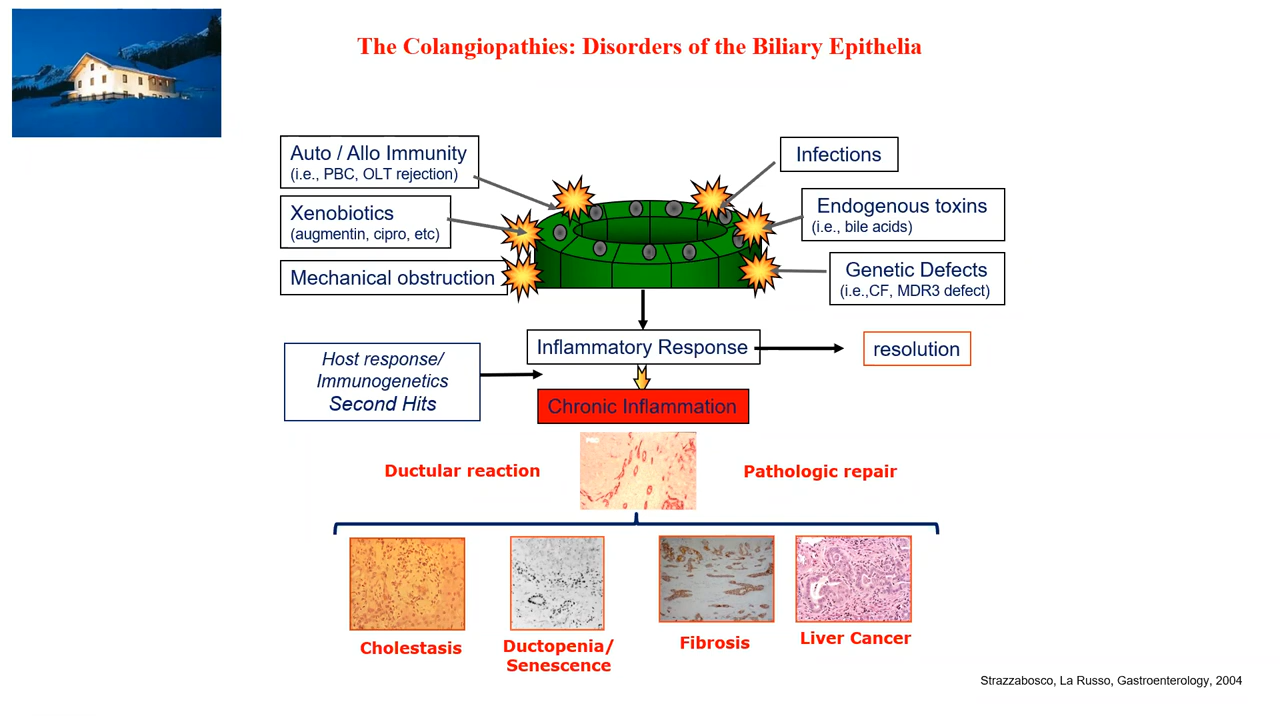 The Colangiopathies: Disorders of the Biliary Epithelia
Auto / Allo Immunity
(i.e., PBC, OLT rejection)
Xenobiotics
(augmentin, cipro, etc)
Mechanical obstruction
Infections
Endogenous toxins
(i.e., bile acids)
Genetic Defects
(i.e.,CF, MDR3 defect)
Inflammatory Response
resolution
Host response/
Immunogenetics
Second Hits
Chronic Inflammation
Ductular reaction
Pathologic repair
Cholestasis
Ductopenia/
Senescence
Fibrosis
Liver Cancer
Strazzabosco, La Russo, Gastroenterology, 2004